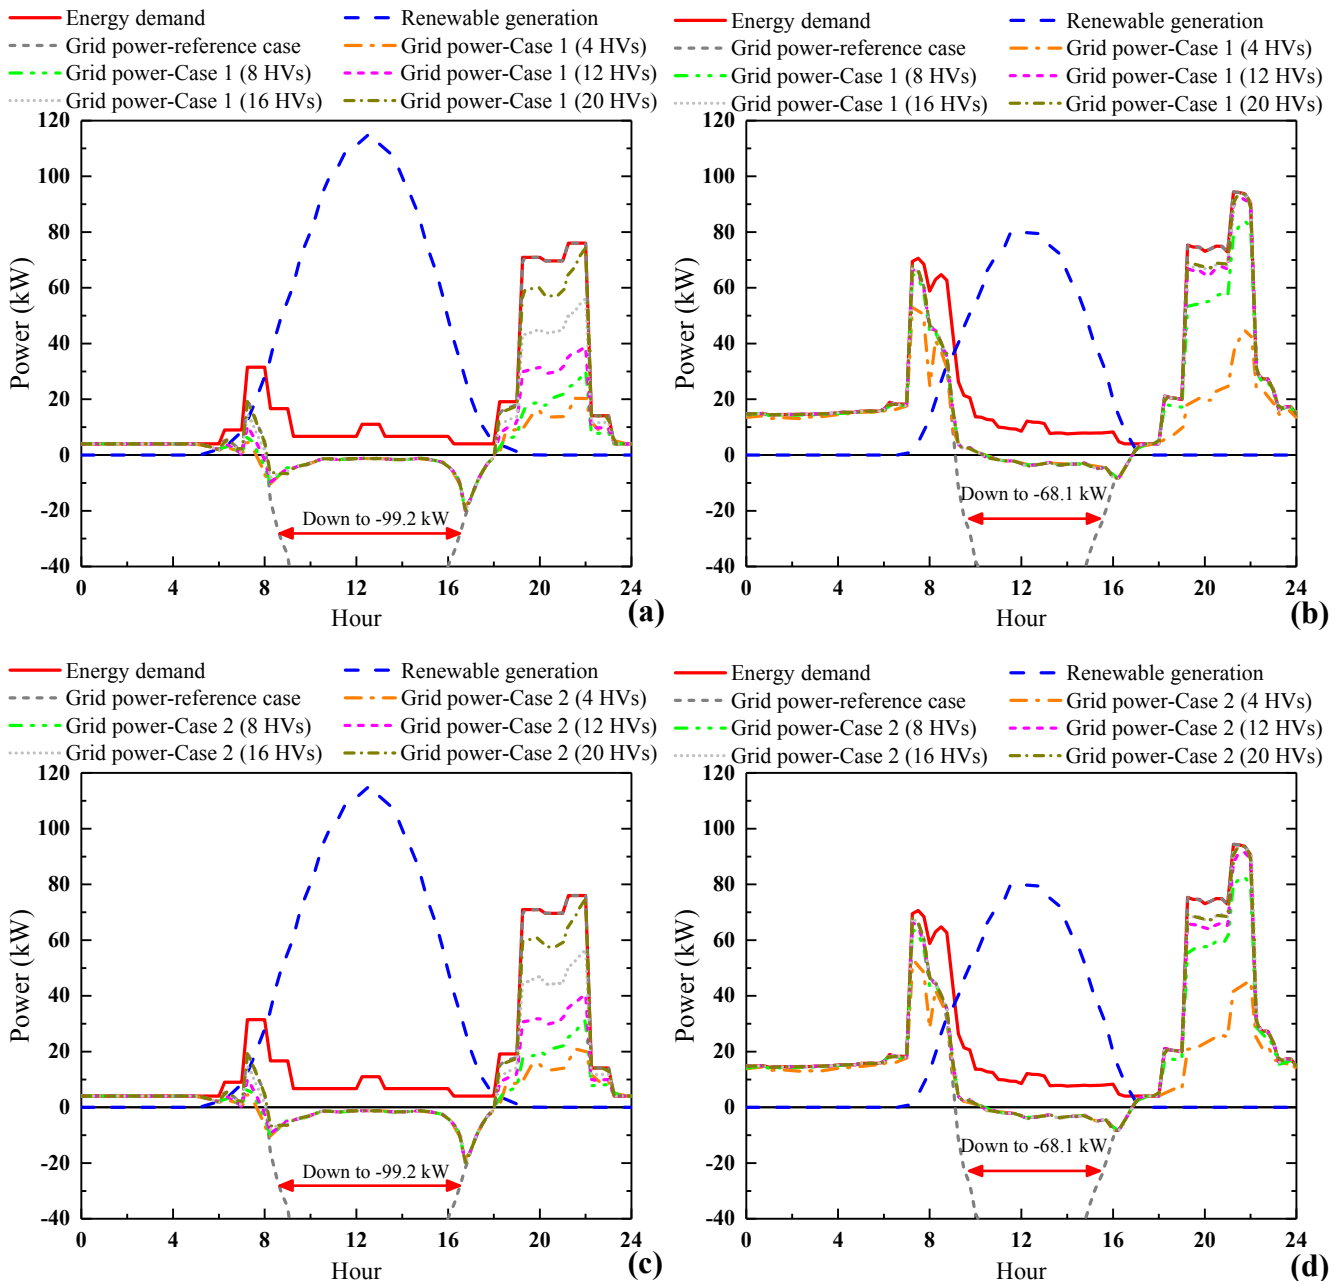 Energy demand
Renewable generation
Grid power-reference case
Grid power-Case 1 (4 HVs)
Grid power-Case 1 (8 HVs)
Grid power-Case 1 (12 HVs)
Grid power-Case 1 (16 HVs)
Grid power-Case 1 (20 HVs)
120
100
80
60
40
20
0
-20
-40
Power (kW)
Down to -99.2 kW
0 4 8 12 16 20 24
Hour
(a)
Energy demand
Renewable generation
Grid power-reference case
Grid power-Case 1 (4 HVs)
Grid power-Case 1 (8 HVs)
Grid power-Case 1 (12 HVs)
Grid power-Case 1 (16 HVs)
Grid power-Case 1 (20 HVs)
120
100
80
60
40
20
0
-20
-40
Power (kW)
Down to -68.1 kW
0 4 8 12 16 20 24
Hour
(b)
Energy demand
Renewable generation
Grid power-reference case
Grid power-Case 2 (4 HVs)
Grid power-Case 2 (8 HVs)
Grid power-Case 2 (12 HVs)
Grid power-Case 2 (16 HVs)
Grid power-Case 2 (20 HVs)
120
100
80
60
40
20
0
-20
-40
Power (kW)
Down to -99.2 kW
0 4 8 12 16 20 24
Hour
(c)
Energy demand
Renewable generation
Grid power-reference case
Grid power-Case 2 (4 HVs)
Grid power-Case 2 (8 HVs)
Grid power-Case 2 (12 HVs)
Grid power-Case 2 (16 HVs)
Grid power-Case 2 (20 HVs)
120
100
80
60
40
20
0
-20
-40
Power (kW)
Down to -68.1 kW
0 4 8 12 16 20 24
Hour
(d)